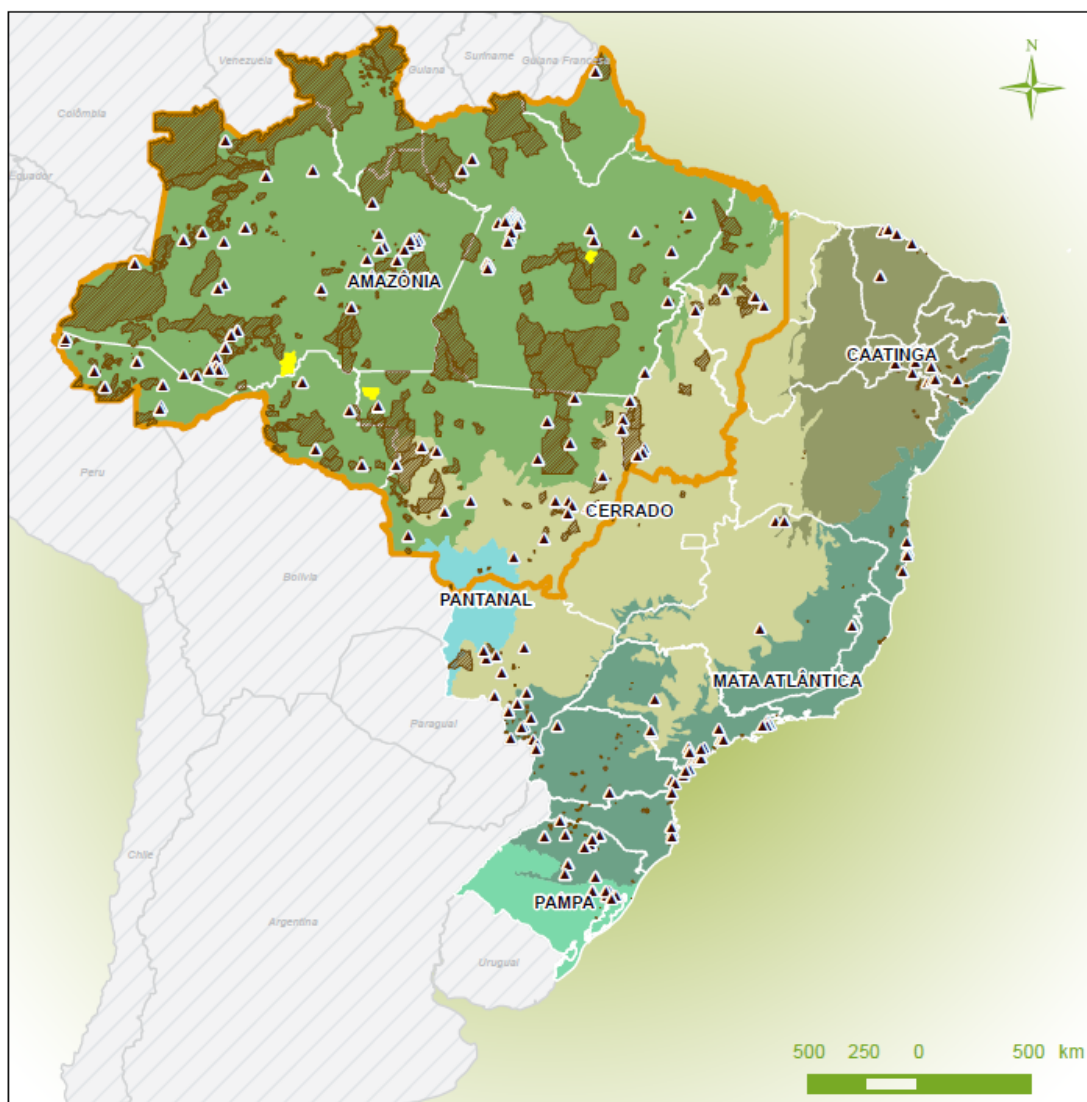 N
Venezuela
Suriname
Guiana Francesa
Guiana
Colômbia
Equador
AMAZÔNIA
CAATINGA
Peru
CERRADO
Bolívia
PANTANAL
MATA ATLÂNTICA
Paraguai
Chile
PAMPA
Argentina
Uruguai
500 250 0 500 km